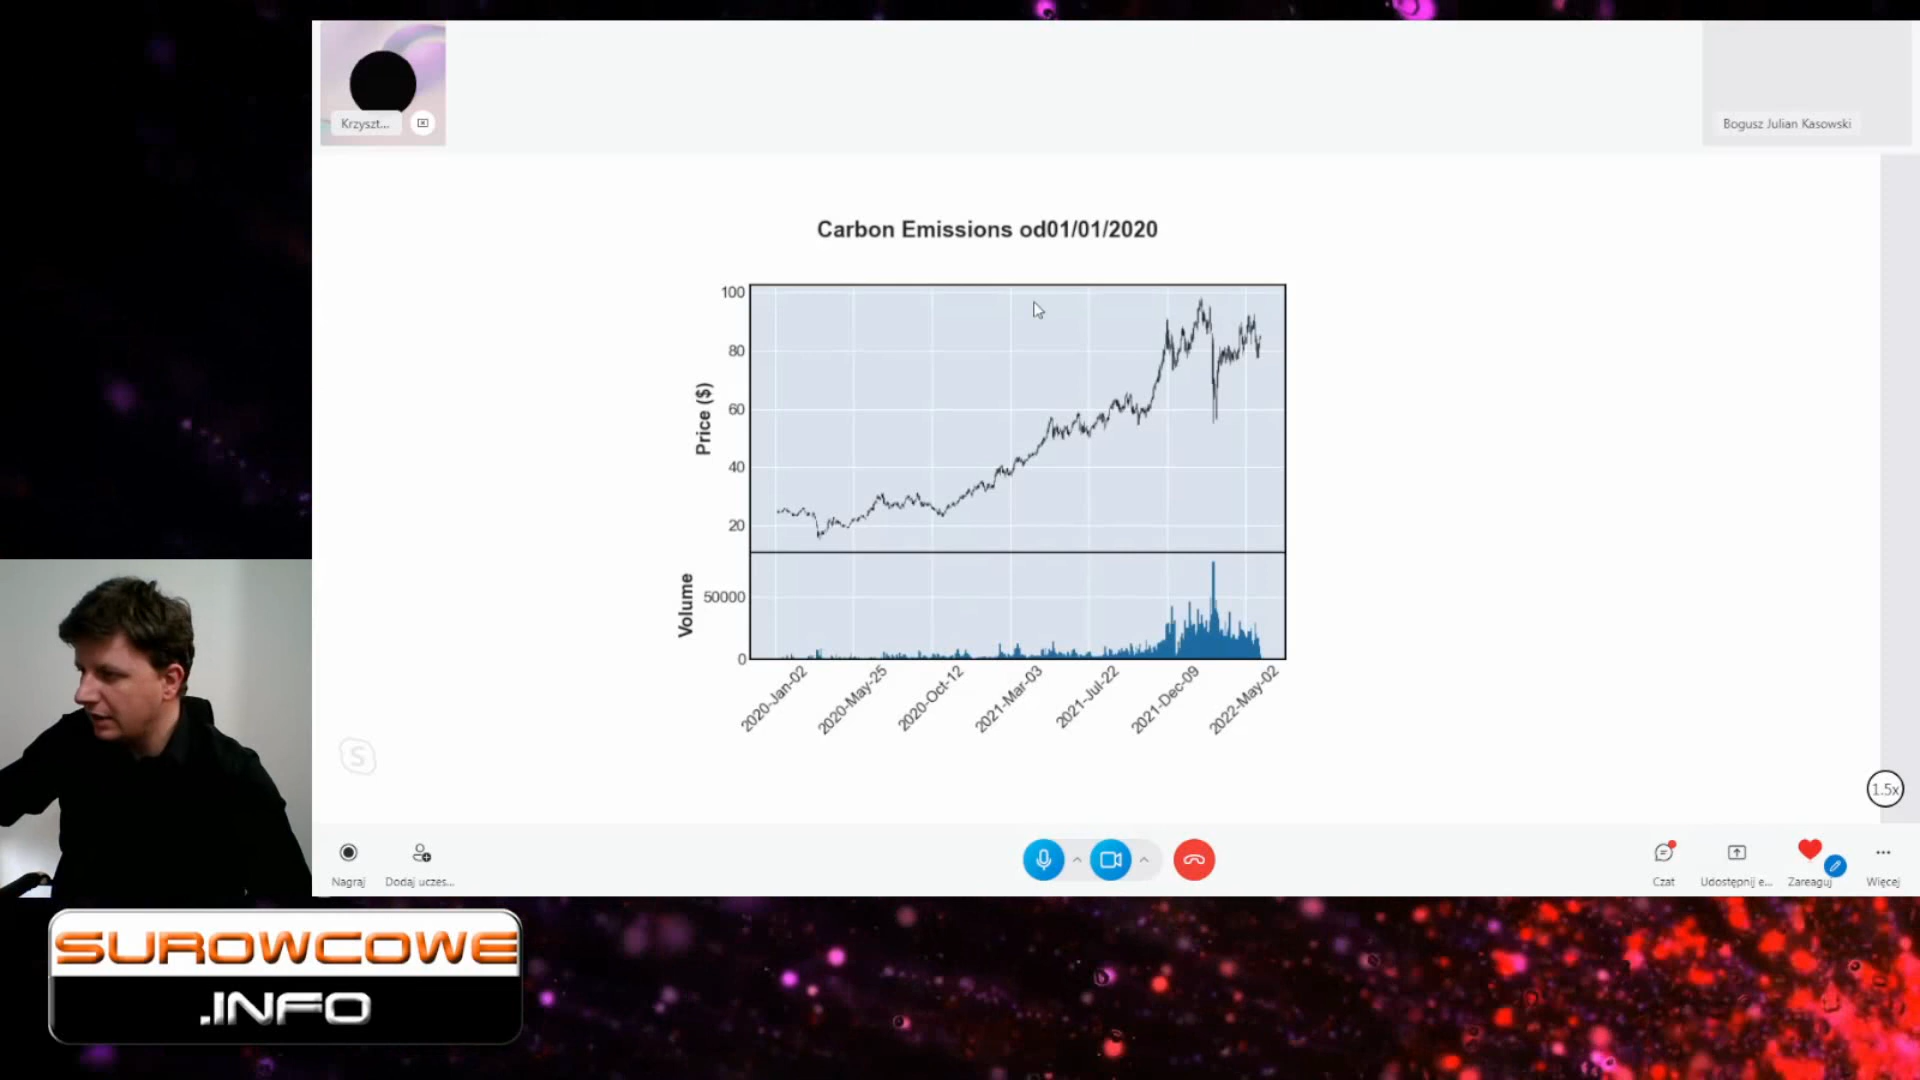 Krzyszt...
Bogusz Julian Kasowski
Carbon Emissions od01/01/2020
100
80
60
40
20
Price ($)
50000
0
Volume
2020-Jan-02
2020-May-25
2020-Oct-12
2021-Mar-03
2021-Jul-22
2021-Dec-09
2022-May-02
S
1.5x
Nagraj
Dodaj uczes...
Czat
Udostępnij e...
Zareaguj
Więcej
SUROWCOWE
.INFO